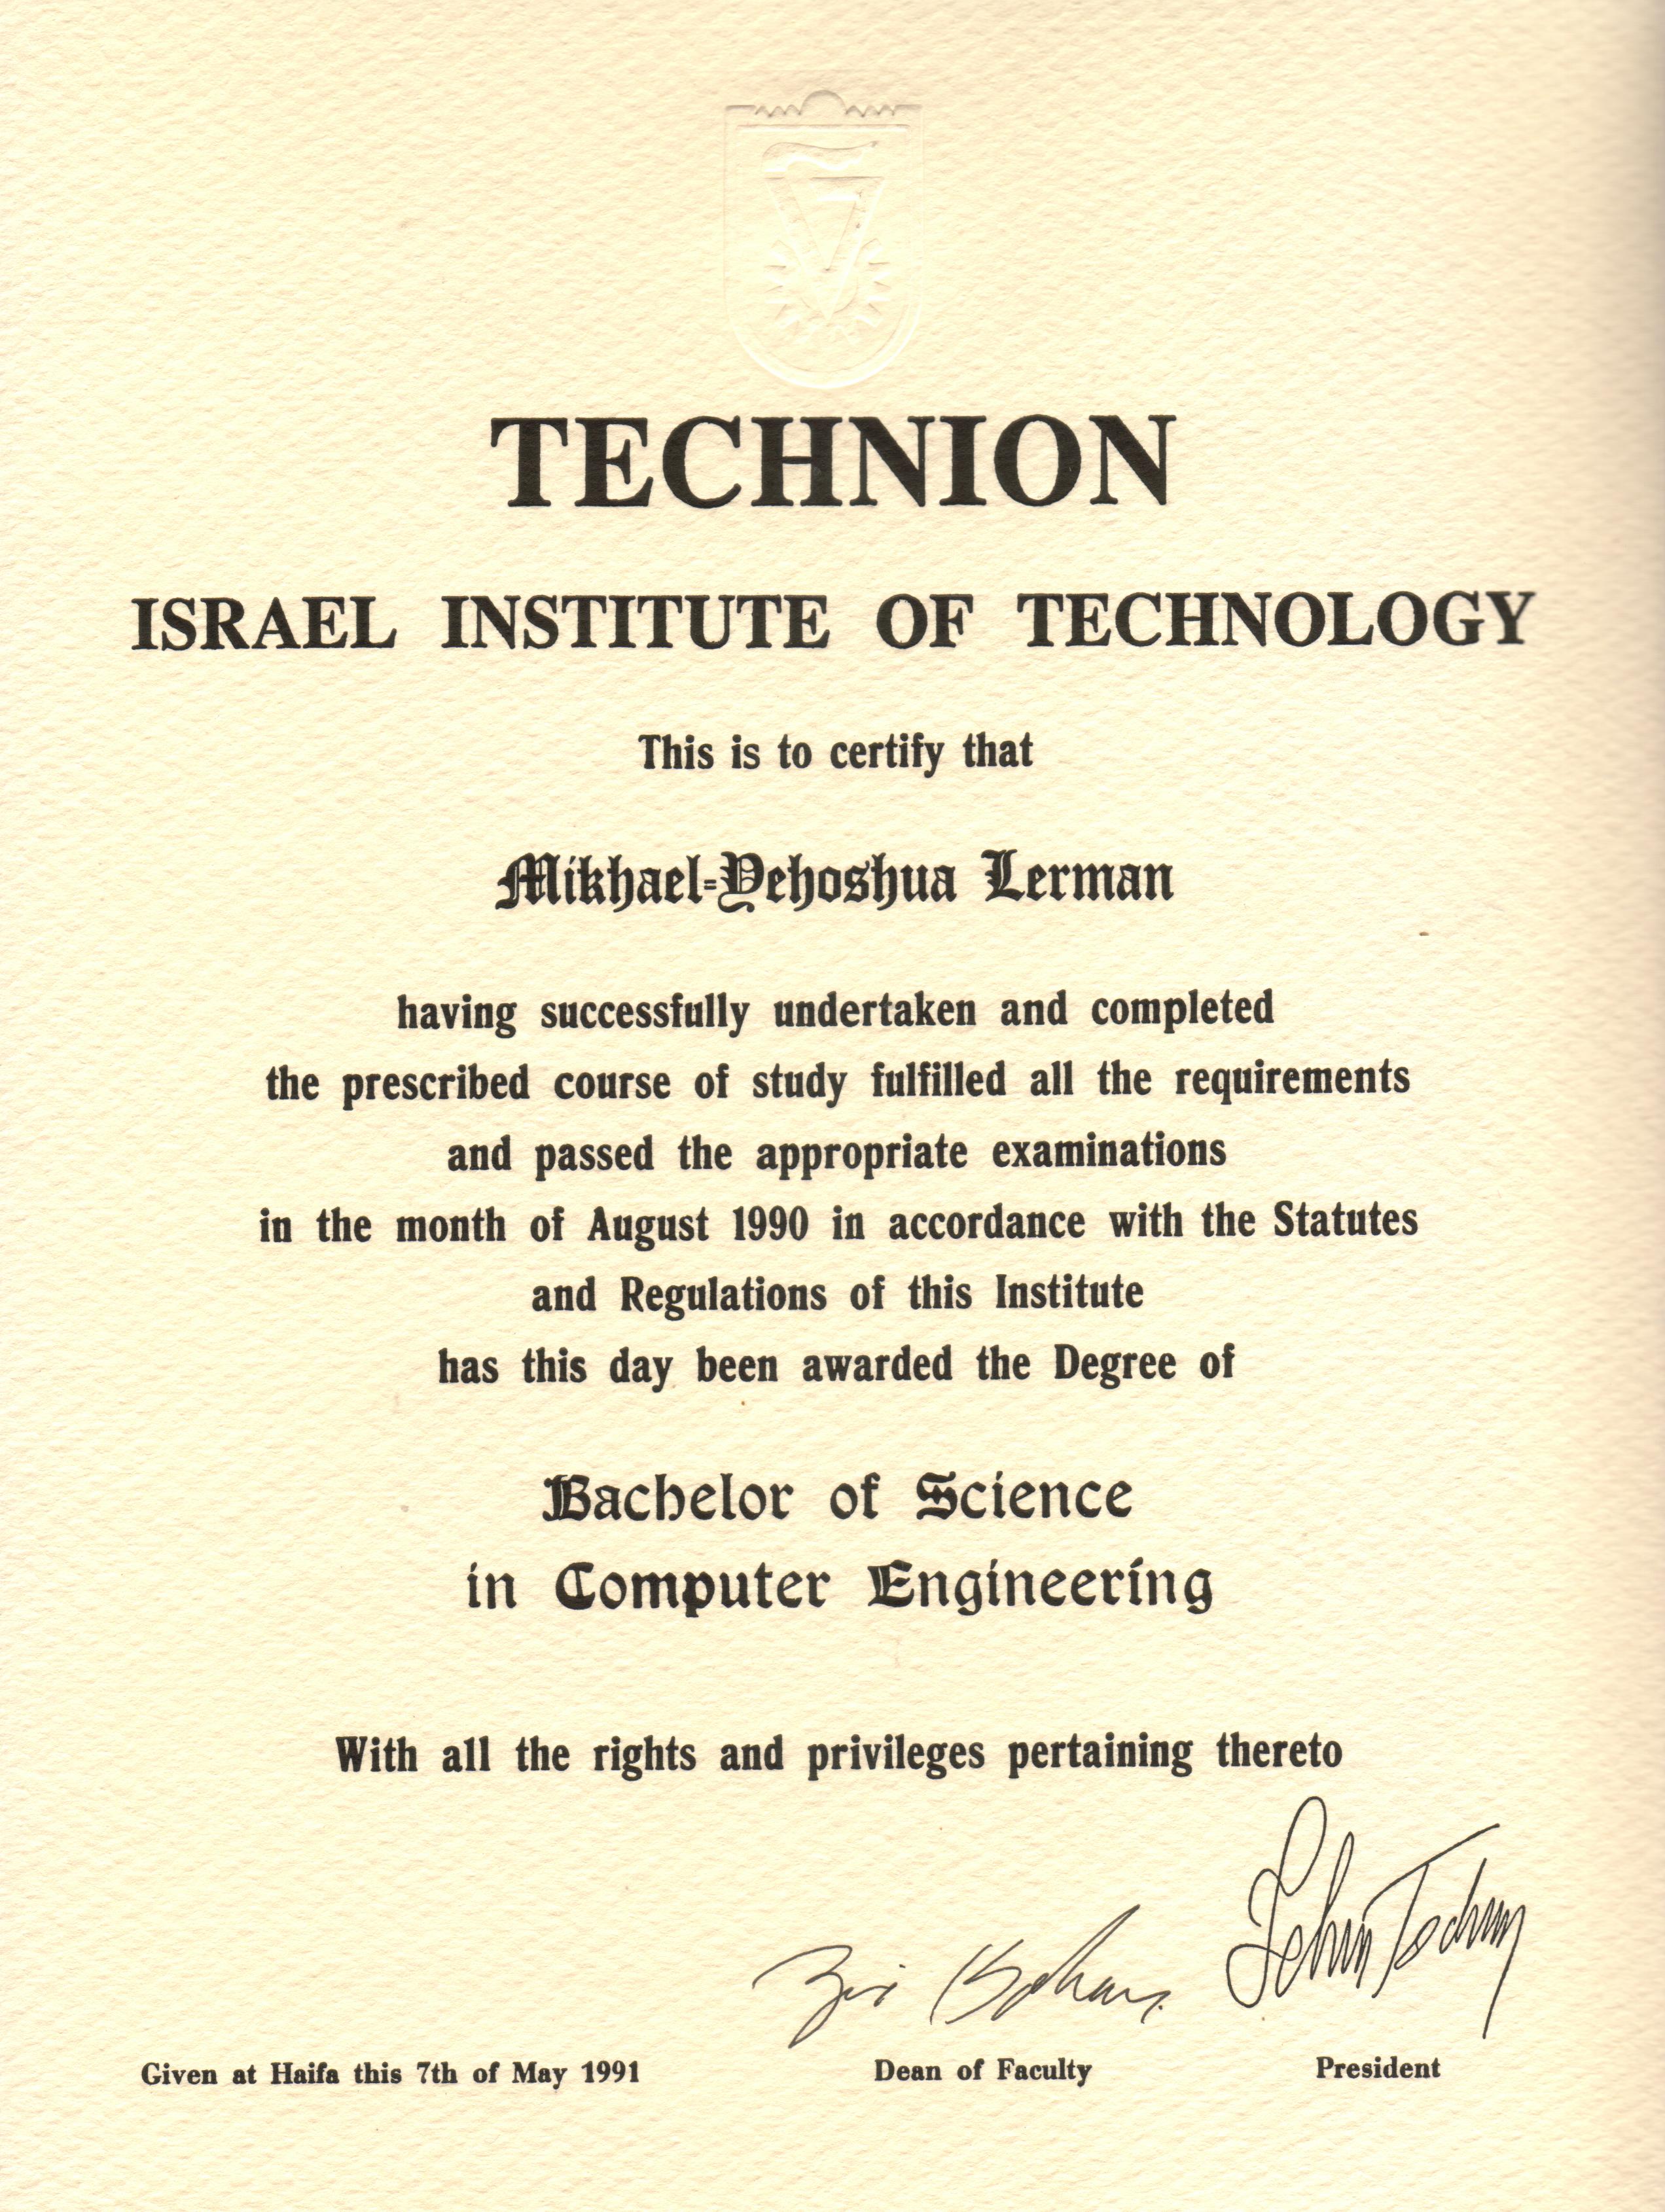 TECHNION
ISRAEL INSTITUTE OF TECHNOLOGY
This is to certify that
Mikhael-Yehoshua Lerman
having successfully undertaken and completed
the prescribed course of study fulfilled all the requirements
and passed the appropriate examinations
in the month of August 1990 in accordance with the Statutes
and Regulations of this Institute
has this day been awarded the Degree of
Bachelor of Science
in Computer Engineering
With all the rights and privileges pertaining thereto
Given at Haifa this 7th of May 1991
Dean of Faculty
President